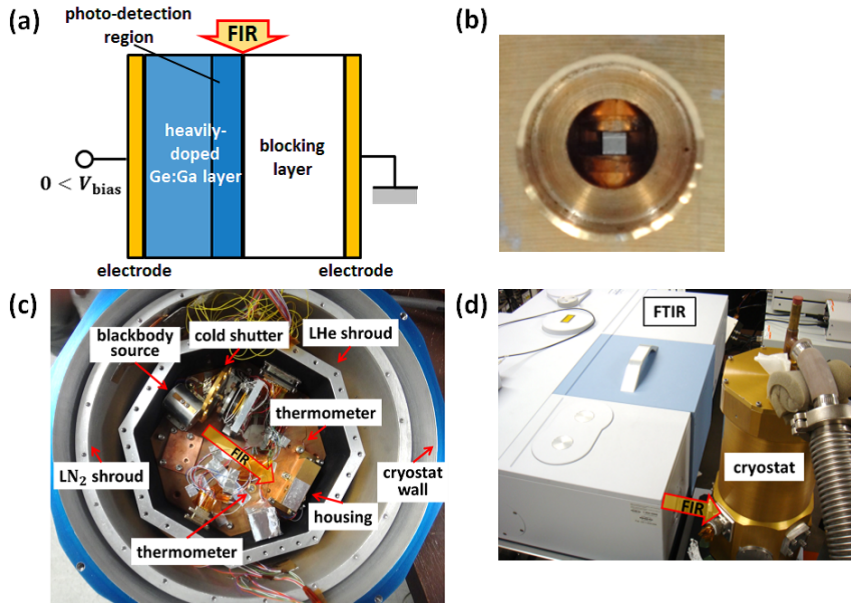 (a)
photo-detection
region
FIR
heavily-
doped
Ge:Ga layer
blocking
layer
0 < Vbias
electrode
electrode
(b)
(c)
blackbody
source
cold shutter
LHe shroud
thermometer
FIR
LN2 shroud
cryostat
wall
housing
thermometer
(d)
FTIR
cryostat
FIR